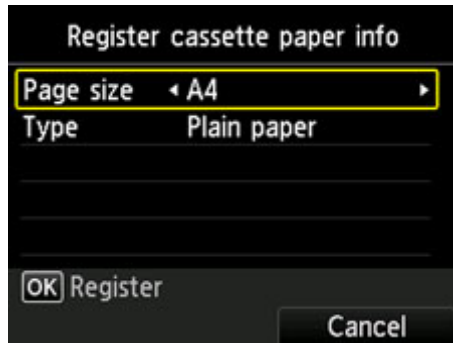 Register cassette paper info
Page size A4
Type Plain paper
OK Register
Cancel